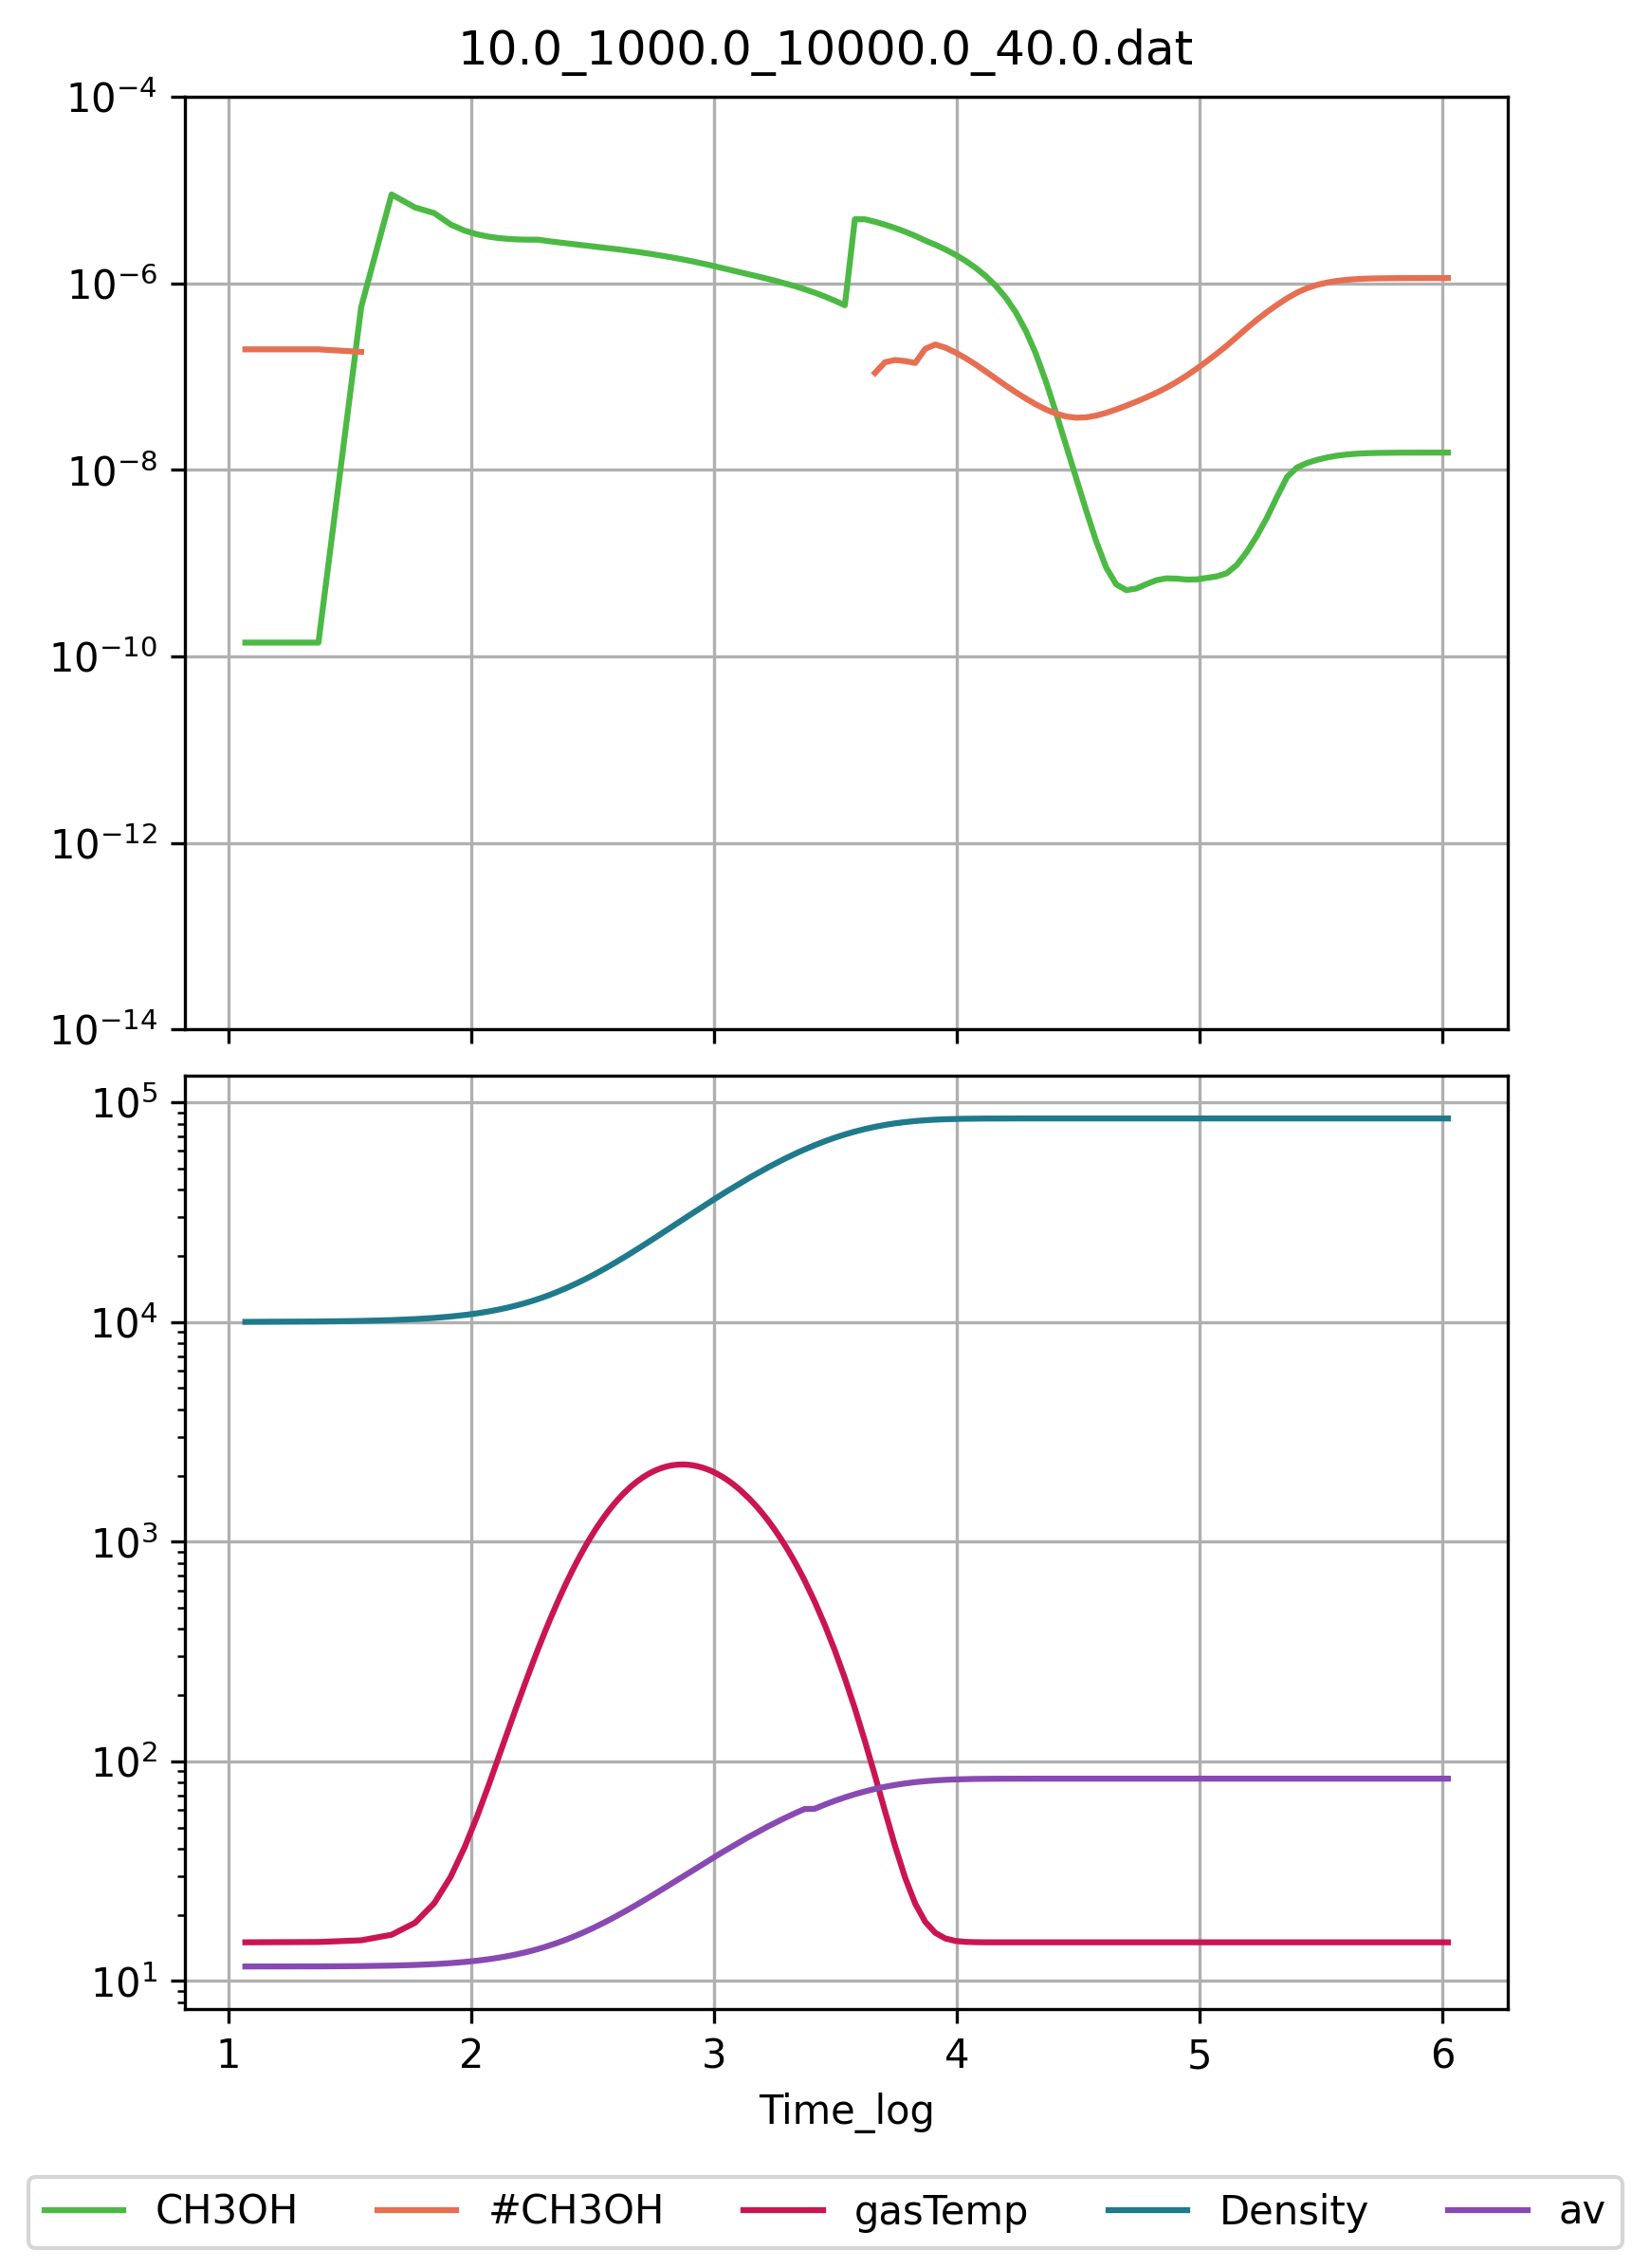 10.0_1000.0_10000.0_40.0.dat
10⁻⁴
10⁻⁶
10⁻⁸
10⁻¹⁰
10⁻¹²
10⁻¹⁴
10⁵
10⁴
10³
10²
10¹
1 2 3 4 5 6
Time_log
CH3OH #CH3OH gasTemp Density av